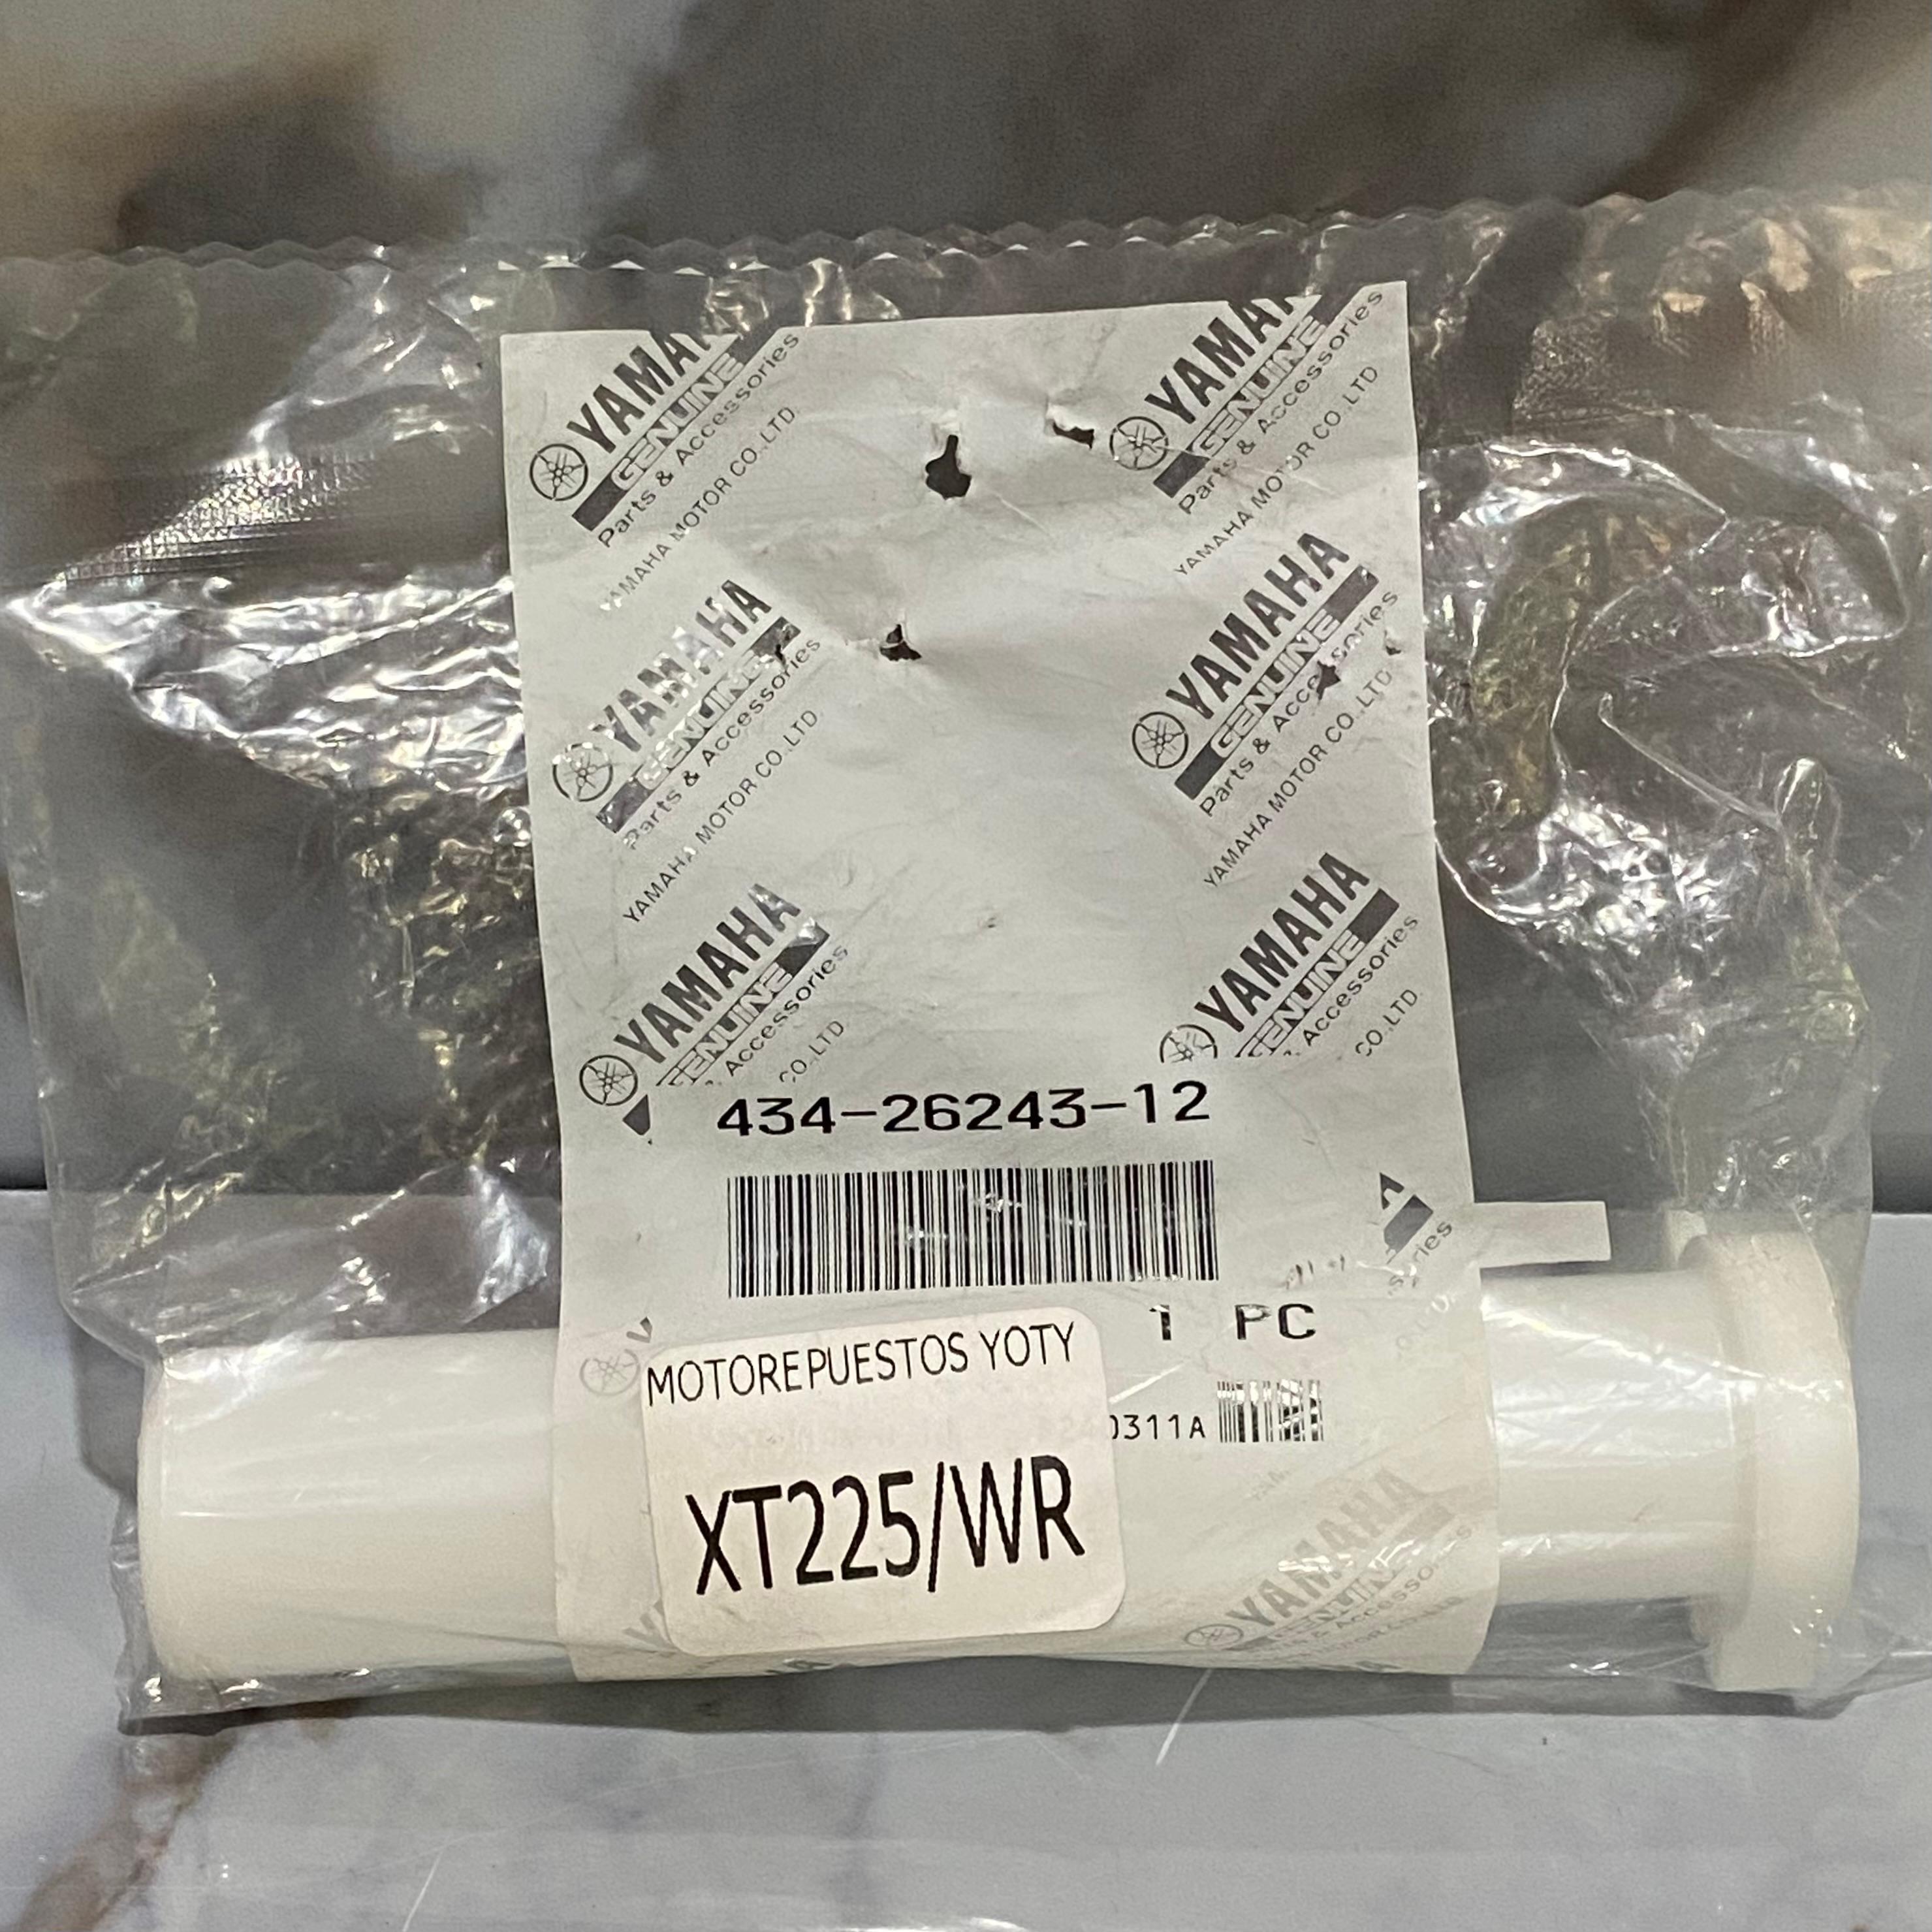 YAMAHA
GENUINE
Parts & Accessories
YAMAHA MOTOR CO.,LTD
YAMAHA
GENUINE
Parts & Accessories
YAMAHA MOTOR CO.,LTD
YAMAHA
GENUINE
Parts & Accessories
YAMAHA MOTOR CO.,LTD
YAMAHA
GENUINE
Parts & Accessories
YAMAHA MOTOR CO.,LTD
YAMAHA
GENUINE
& Accessories
CO.,LTD
YAMAHA
GENUINE
Accessories
CO.,LTD
434-26243-12
1 PC
MOTOREPUESTOS YOTY
0311A
XT225/WR
YAMAHA
GENUINE